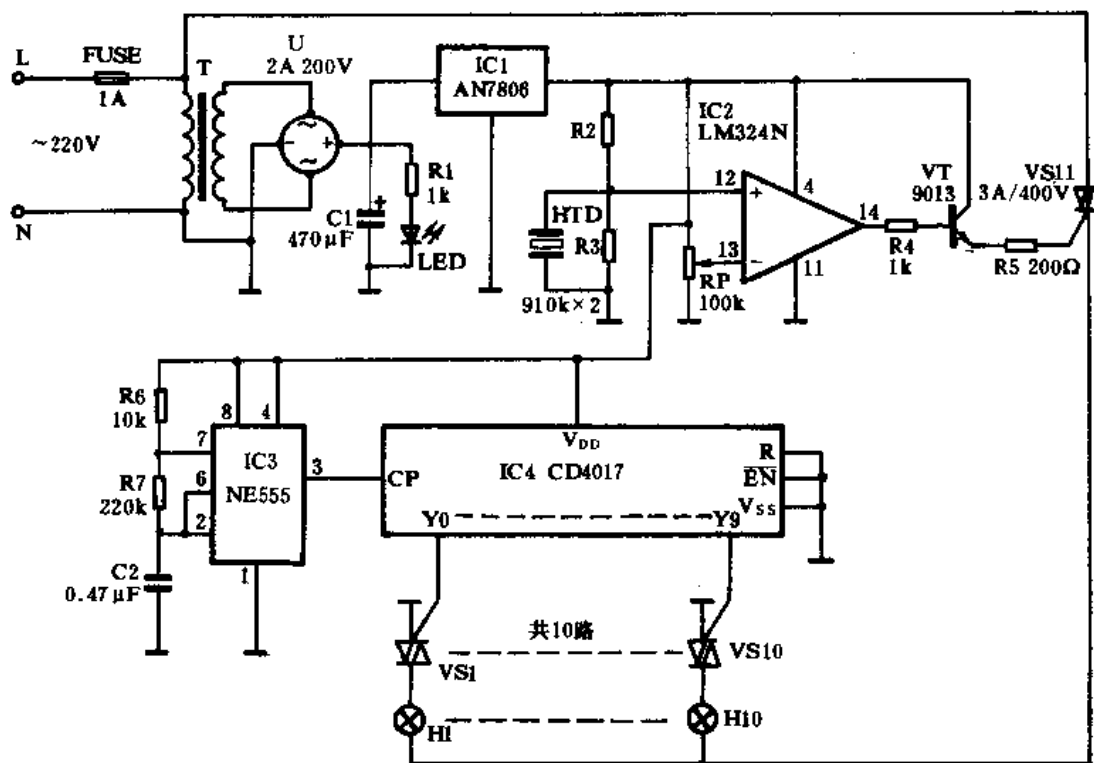 L
FUSE
1A
T
U
2A 200V
~220V
N
C1
470μF
+
R1
1k
LED
IC1
AN7806
R2
IC2
LM324N
HTD
R3
910k×2
12
13
+
−
4
11
14
RP
100k
R4
1k
VT
9013
VS11
3A/400V
R5 200Ω
R6
10k
R7
220k
C2
0.47μF
8
4
7
6
2
3
1
IC3
NE555
CP
VDD
IC4 CD4017
Y0
Y9
R
EN
VSS
共10路
VS1
VS10
H1
H10